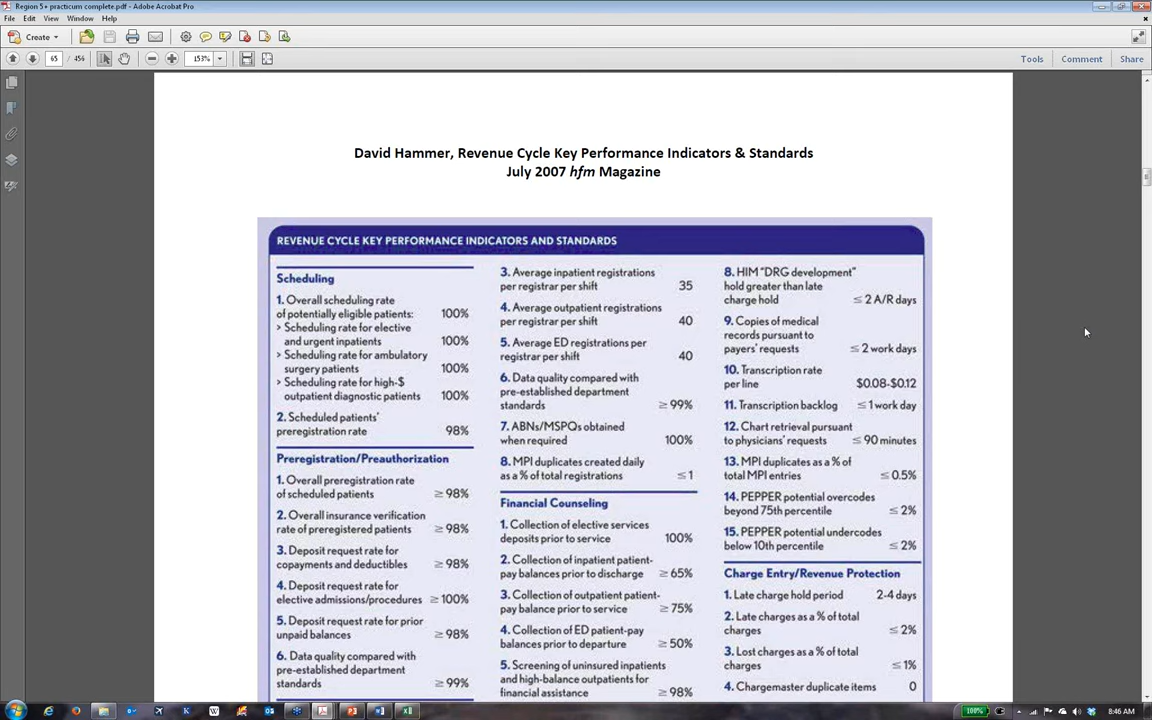 Region 5+ practicum complete.pdf - Adobe Acrobat Pro
File Edit View Window Help
Create
65 / 456
153%
Tools Comment Share
David Hammer, Revenue Cycle Key Performance Indicators & Standards
July 2007 hfm Magazine
REVENUE CYCLE KEY PERFORMANCE INDICATORS AND STANDARDS
Scheduling
1. Overall scheduling rate
of potentially eligible patients: 100%
> Scheduling rate for elective
and urgent inpatients 100%
> Scheduling rate for ambulatory
surgery patients 100%
> Scheduling rate for high-$
outpatient diagnostic patients 100%
2. Scheduled patients'
preregistration rate 98%
Preregistration/Preauthorization
1. Overall preregistration rate
of scheduled patients ≥ 98%
2. Overall insurance verification
rate of preregistered patients ≥ 98%
3. Deposit request rate for
copayments and deductibles ≥ 98%
4. Deposit request rate for
elective admissions/procedures ≥ 100%
5. Deposit request rate for prior
unpaid balances ≥ 98%
6. Data quality compared with
pre-established department
standards ≥ 99%
3. Average inpatient registrations
per registrar per shift 35
4. Average outpatient registrations
per registrar per shift 40
5. Average ED registrations per
registrar per shift 40
6. Data quality compared with
pre-established department
standards ≥ 99%
7. ABNs/MSPQs obtained
when required 100%
8. MPI duplicates created daily
as a % of total registrations ≤ 1
Financial Counseling
1. Collection of elective services
deposits prior to service 100%
2. Collection of inpatient patient-
pay balances prior to discharge ≥ 65%
3. Collection of outpatient patient-
pay balance prior to service ≥ 75%
4. Collection of ED patient-pay
balances prior to departure ≥ 50%
5. Screening of uninsured inpatients
and high-balance outpatients for
financial assistance ≥ 98%
8. HIM "DRG development"
hold greater than late
charge hold ≤ 2 A/R days
9. Copies of medical
records pursuant to
payers' requests ≤ 2 work days
10. Transcription rate
per line $0.08-$0.12
11. Transcription backlog ≤ 1 work day
12. Chart retrieval pursuant
to physicians' requests ≤ 90 minutes
13. MPI duplicates as a % of
total MPI entries ≤ 0.5%
14. PEPPER potential overcodes
beyond 75th percentile ≤ 2%
15. PEPPER potential undercodes
below 10th percentile ≤ 2%
Charge Entry/Revenue Protection
1. Late charge hold period 2-4 days
2. Late charges as a % of total
charges ≤ 2%
3. Lost charges as a % of total
charges ≤ 1%
4. Chargemaster duplicate items 0
100%
8:46 AM